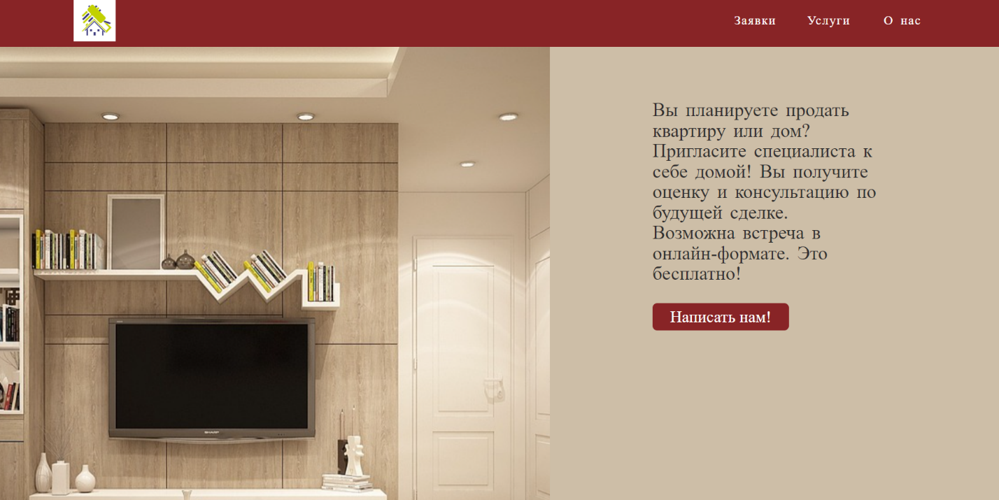 Заявки Услуги О нас
Вы планируете продать
квартиру или дом?
Пригласите специалиста к
себе домой! Вы получите
оценку и консультацию по
будущей сделке.
Возможна встреча в
онлайн-формате. Это
бесплатно!
Написать нам!
SHARP